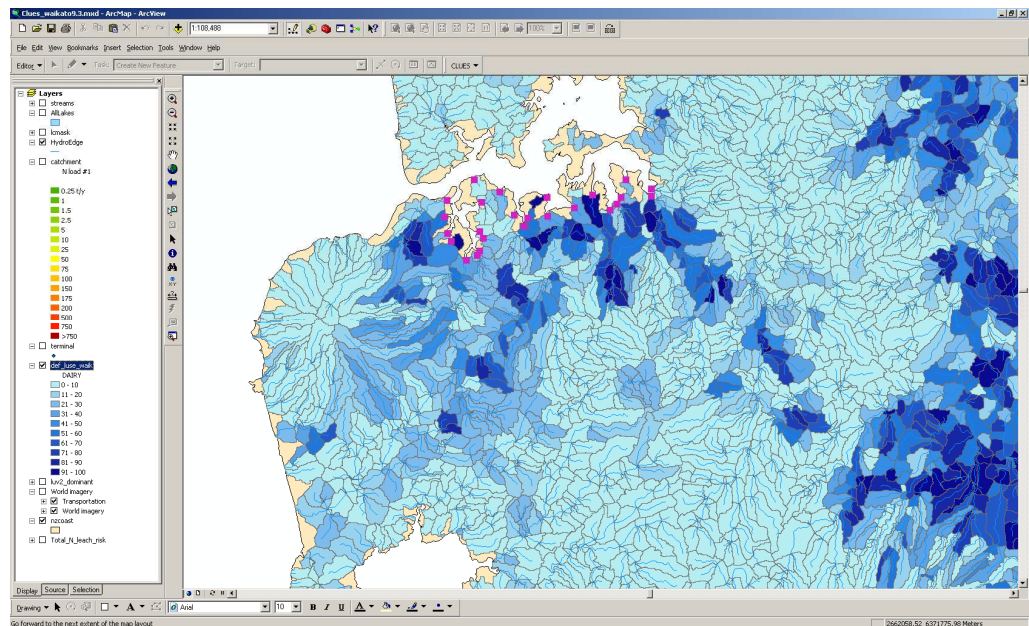 Clues_waikato9.3.mxd - ArcMap - ArcView
1:108,488
100%
File Edit View Bookmarks Insert Selection Tools Window Help
Editor Task: Create New Feature Target: CLUES
Layers
streams
AllLakes
lcmask
HydroEdge
catchment
N load #1
0.25 t/y
1
1.5
2.5
5
10
25
50
75
100
150
175
200
500
750
>750
terminal
def_luse_waik
DAIRY
0 - 10
11 - 20
21 - 30
31 - 40
41 - 50
51 - 60
61 - 70
71 - 80
81 - 90
91 - 100
luv2_dominant
World imagery
Transportation
World imagery
nzcoast
Total_N_leach_risk
Display Source Selection
Drawing A Arial 10 B I U A
Go forward to the next extent of the map layout 2662058.52 6371775.98 Meters